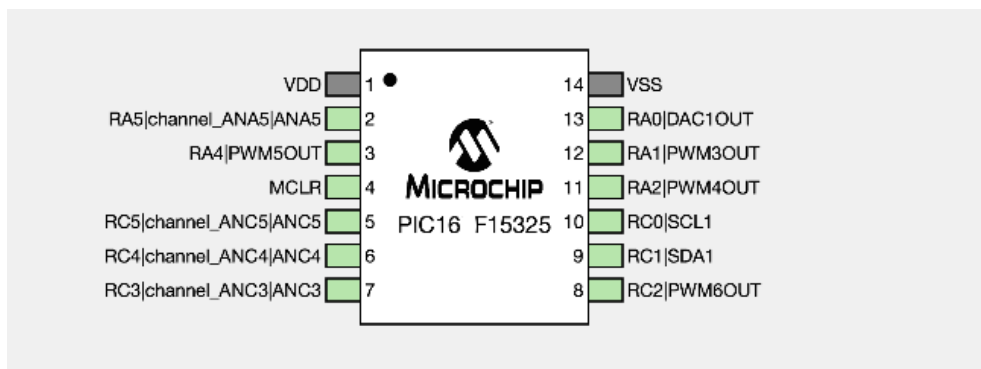 VDD 1 14 VSS
RA5|channel_ANA5|ANA5 2 13 RA0|DAC1OUT
RA4|PWM5OUT 3 12 RA1|PWM3OUT
MCLR 4 MICROCHIP 11 RA2|PWM4OUT
RC5|channel_ANC5|ANC5 5 PIC16 F15325 10 RC0|SCL1
RC4|channel_ANC4|ANC4 6 9 RC1|SDA1
RC3|channel_ANC3|ANC3 7 8 RC2|PWM6OUT